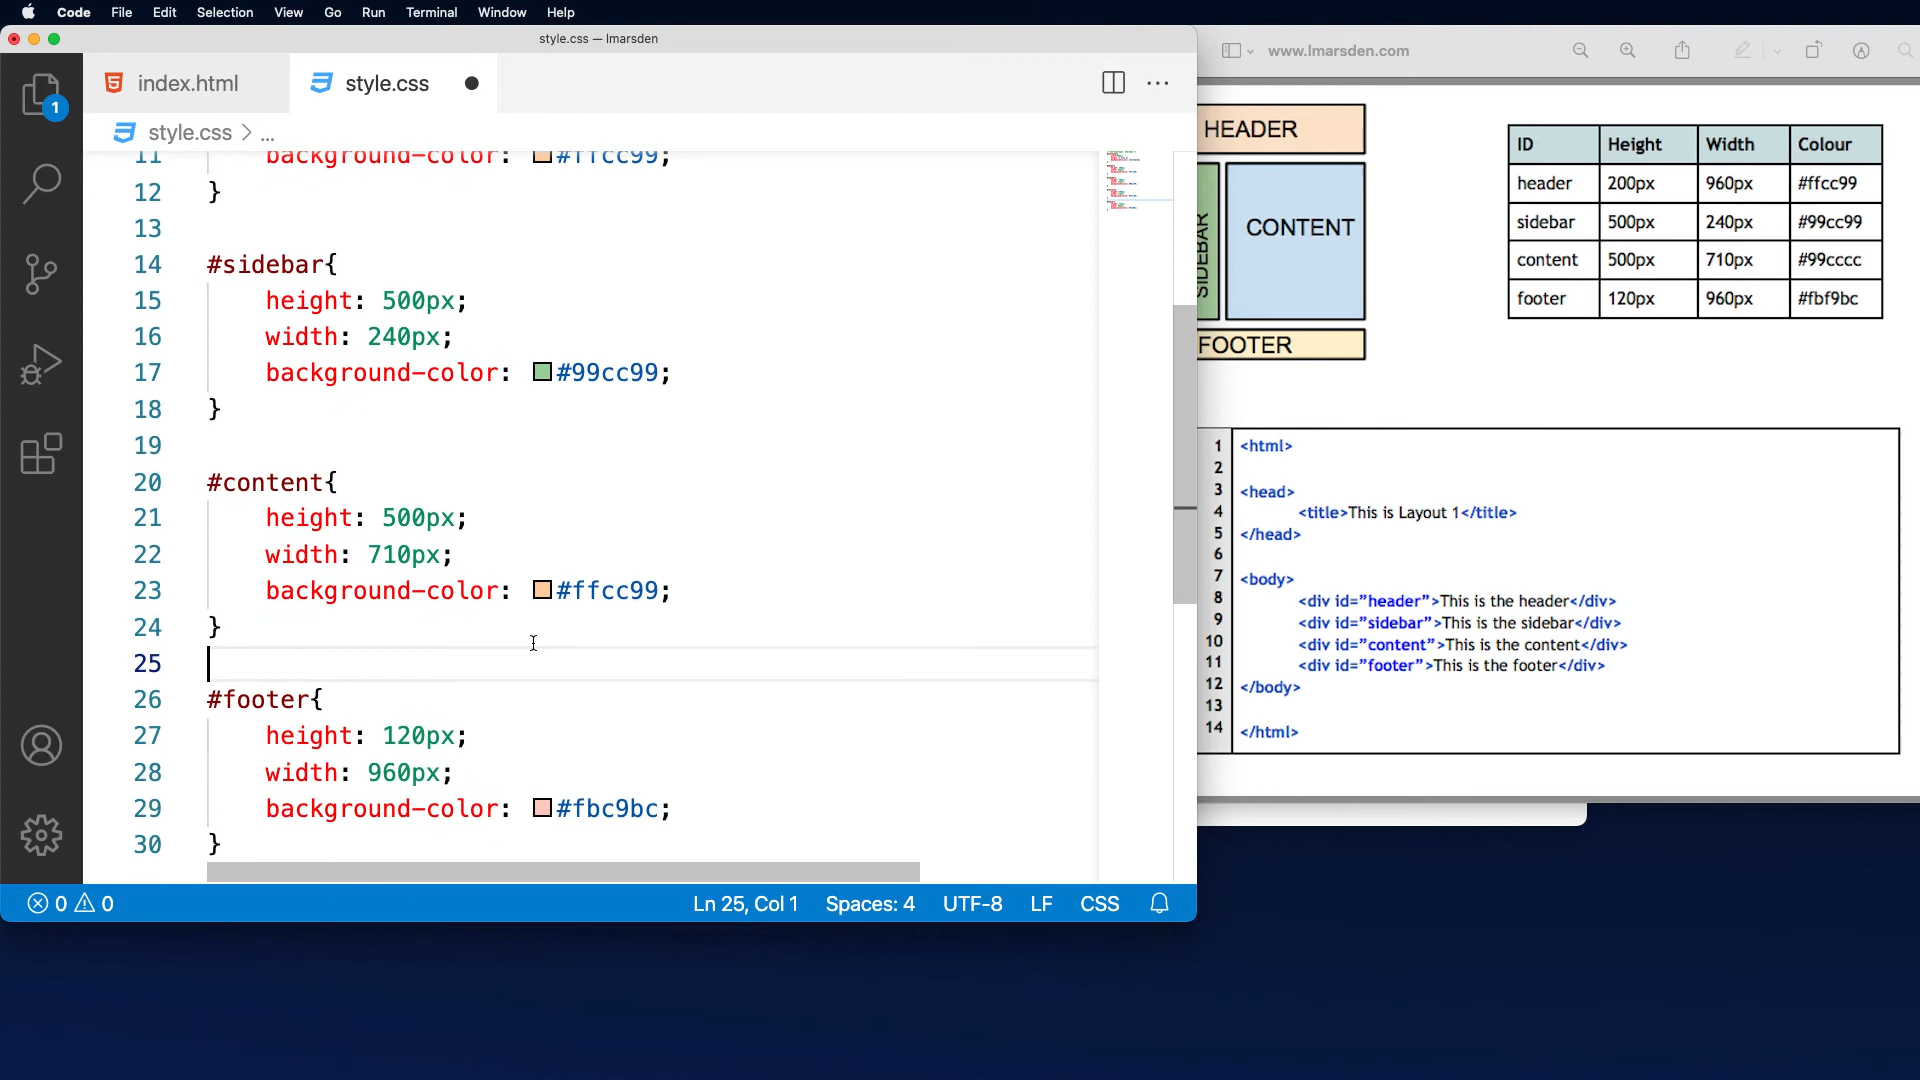 Code File Edit Selection View Go Run Terminal Window Help
style.css — lmarsden
index.html
style.css
style.css > ...
1
11 background-color: #ffcc99;
12 }
13
14 #sidebar{
15 height: 500px;
16 width: 240px;
17 background-color: #99cc99;
18 }
19
20 #content{
21 height: 500px;
22 width: 710px;
23 background-color: #ffcc99;
24 }
25
26 #footer{
27 height: 120px;
28 width: 960px;
29 background-color: #fbc9bc;
30 }
0 0 Ln 25, Col 1 Spaces: 4 UTF-8 LF CSS
www.lmarsden.com
HEADER
SIDEBAR
CONTENT
FOOTER
ID Height Width Colour
header 200px 960px #ffcc99
sidebar 500px 240px #99cc99
content 500px 710px #99cccc
footer 120px 960px #fbf9bc
1 <html>
2
3 <head>
4 <title>This is Layout 1</title>
5 </head>
6
7 <body>
8 <div id=”header”>This is the header</div>
9 <div id=”sidebar”>This is the sidebar</div>
10 <div id=”content”>This is the content</div>
11 <div id=”footer”>This is the footer</div>
12 </body>
13
14 </html>